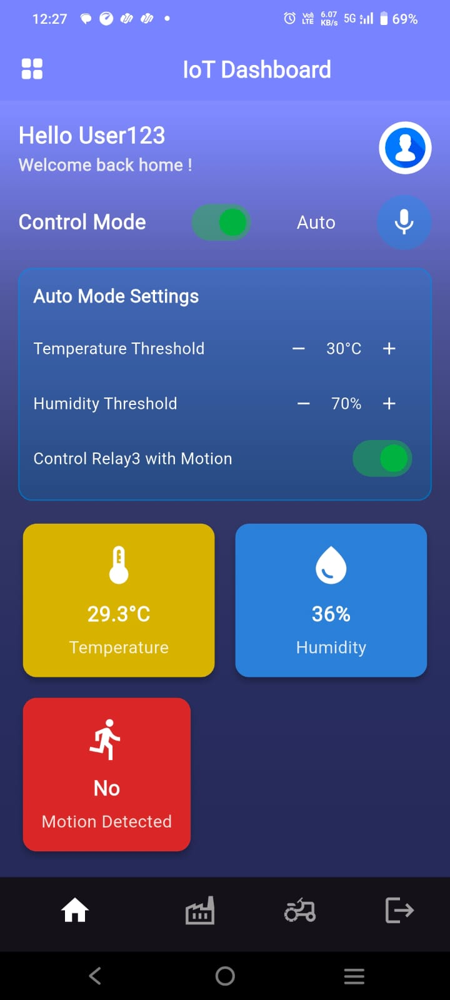 12:27
VoI) LTE 6.07 KB/s 5G 69%
IoT Dashboard
Hello User123
Welcome back home !
Control Mode Auto
Auto Mode Settings
Temperature Threshold − 30°C +
Humidity Threshold − 70% +
Control Relay3 with Motion
29.3°C
Temperature
36%
Humidity
No
Motion Detected